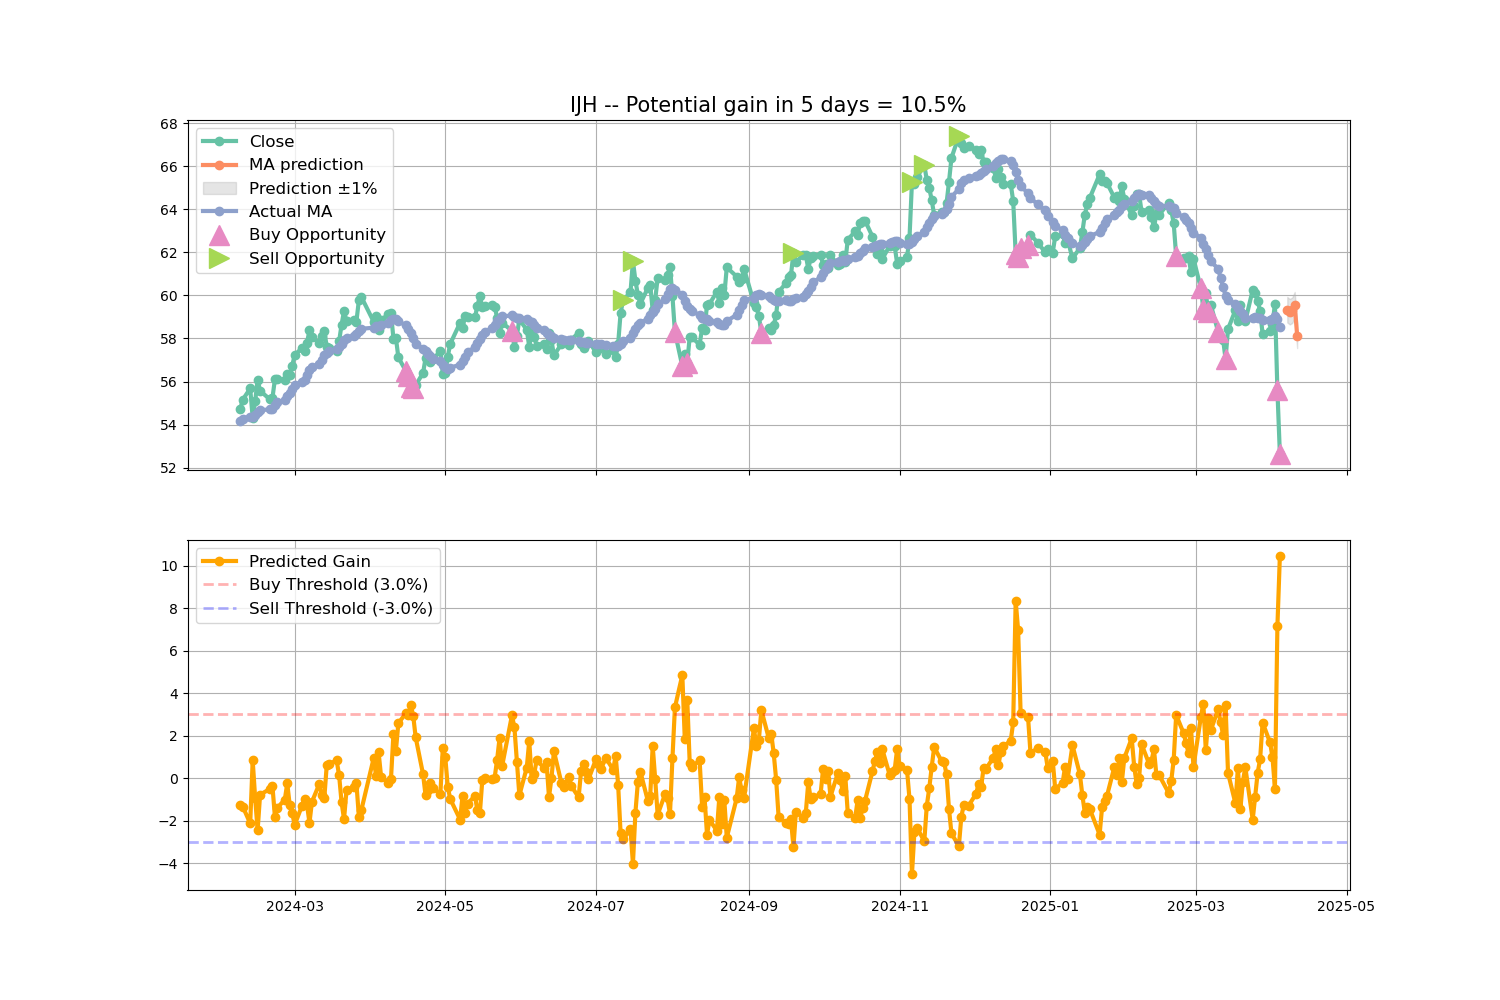 IJH -- Potential gain in 5 days = 10.5%
68
66
64
62
60
58
56
54
52
Close
MA prediction
Prediction ±1%
Actual MA
Buy Opportunity
Sell Opportunity
10
8
6
4
2
0
−2
−4
Predicted Gain
Buy Threshold (3.0%)
Sell Threshold (-3.0%)
2024-03
2024-05
2024-07
2024-09
2024-11
2025-01
2025-03
2025-05